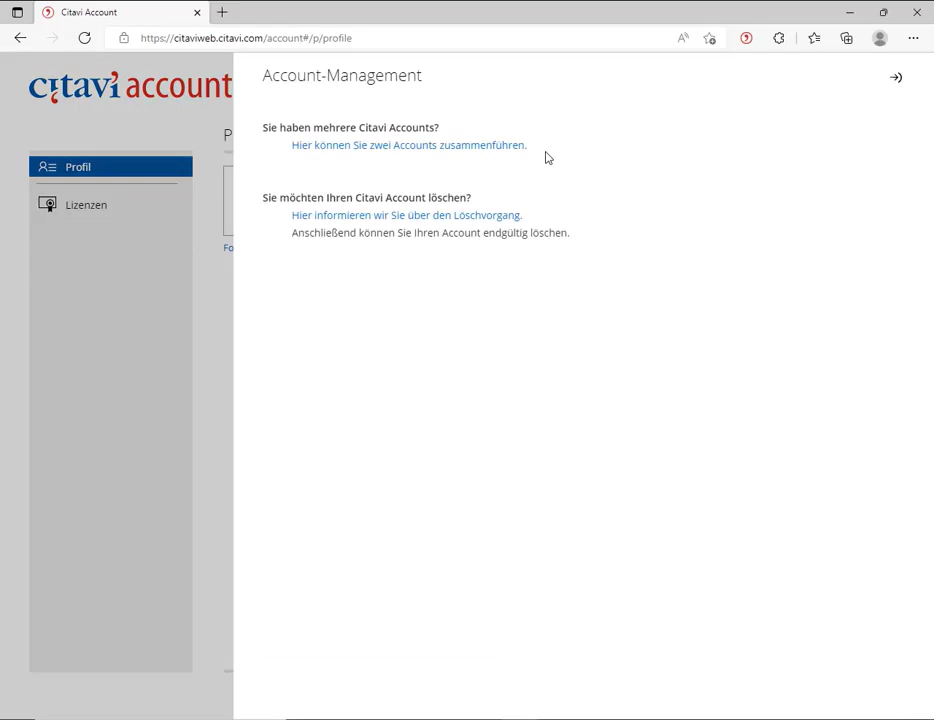 Citavi Account
https://citaviweb.citavi.com/account#/p/profile
citavi account
Account-Management
Sie haben mehrere Citavi Accounts?
Hier können Sie zwei Accounts zusammenführen.
P
Profil
Sie möchten Ihren Citavi Account löschen?
Lizenzen
Hier informieren wir Sie über den Löschvorgang.
Anschließend können Sie Ihren Account endgültig löschen.
Fo